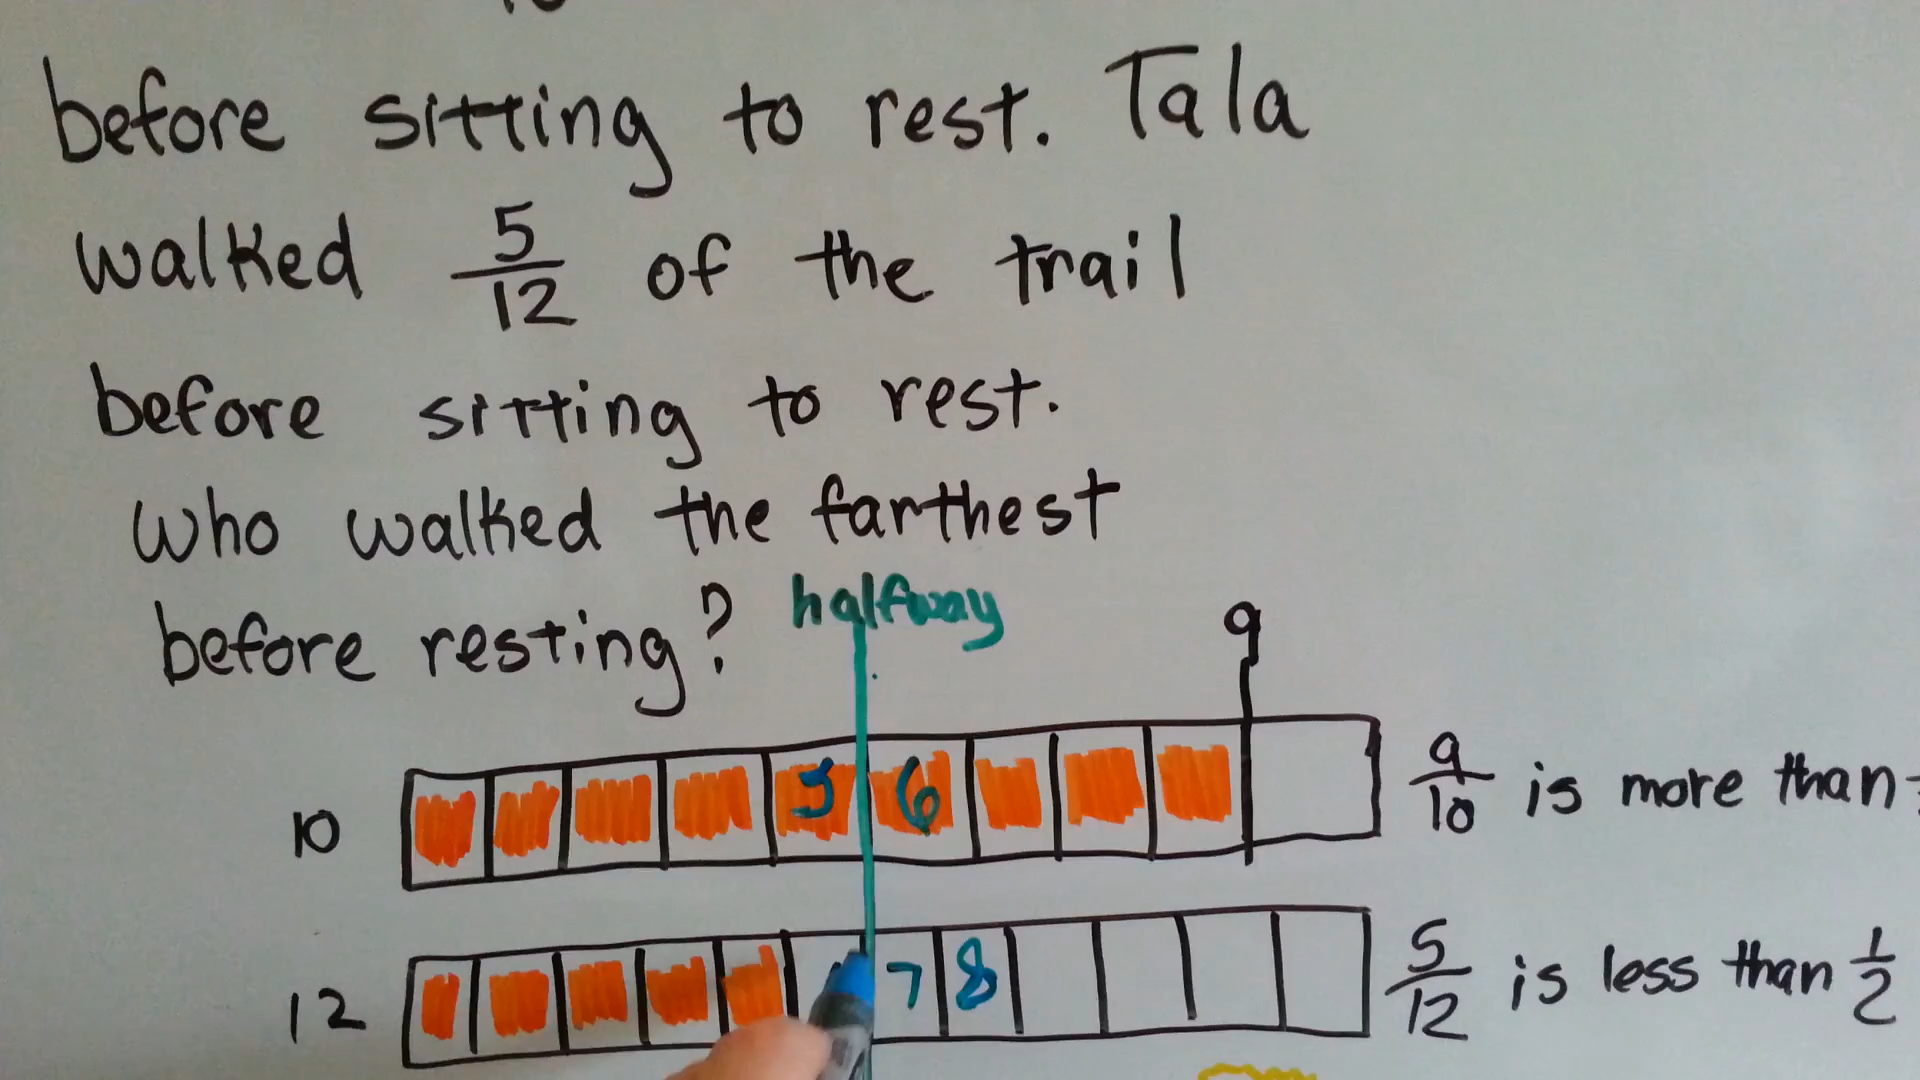 before sitting to rest. Tala
walked 5/12 of the trail
before sitting to rest.
who walked the farthest
before resting? halfway
9
10 5 6 9/10 is more than
12 7 8 5/12 is less than 1/2